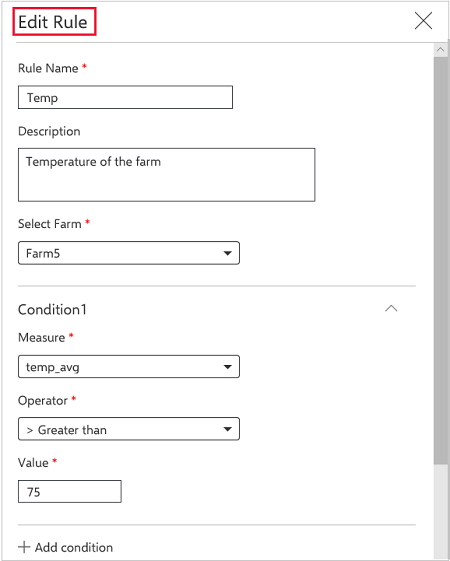 Edit Rule
Rule Name *
Temp
Description
Temperature of the farm
Select Farm *
Farm5
Condition1
Measure *
temp_avg
Operator *
> Greater than
Value *
75
+ Add condition